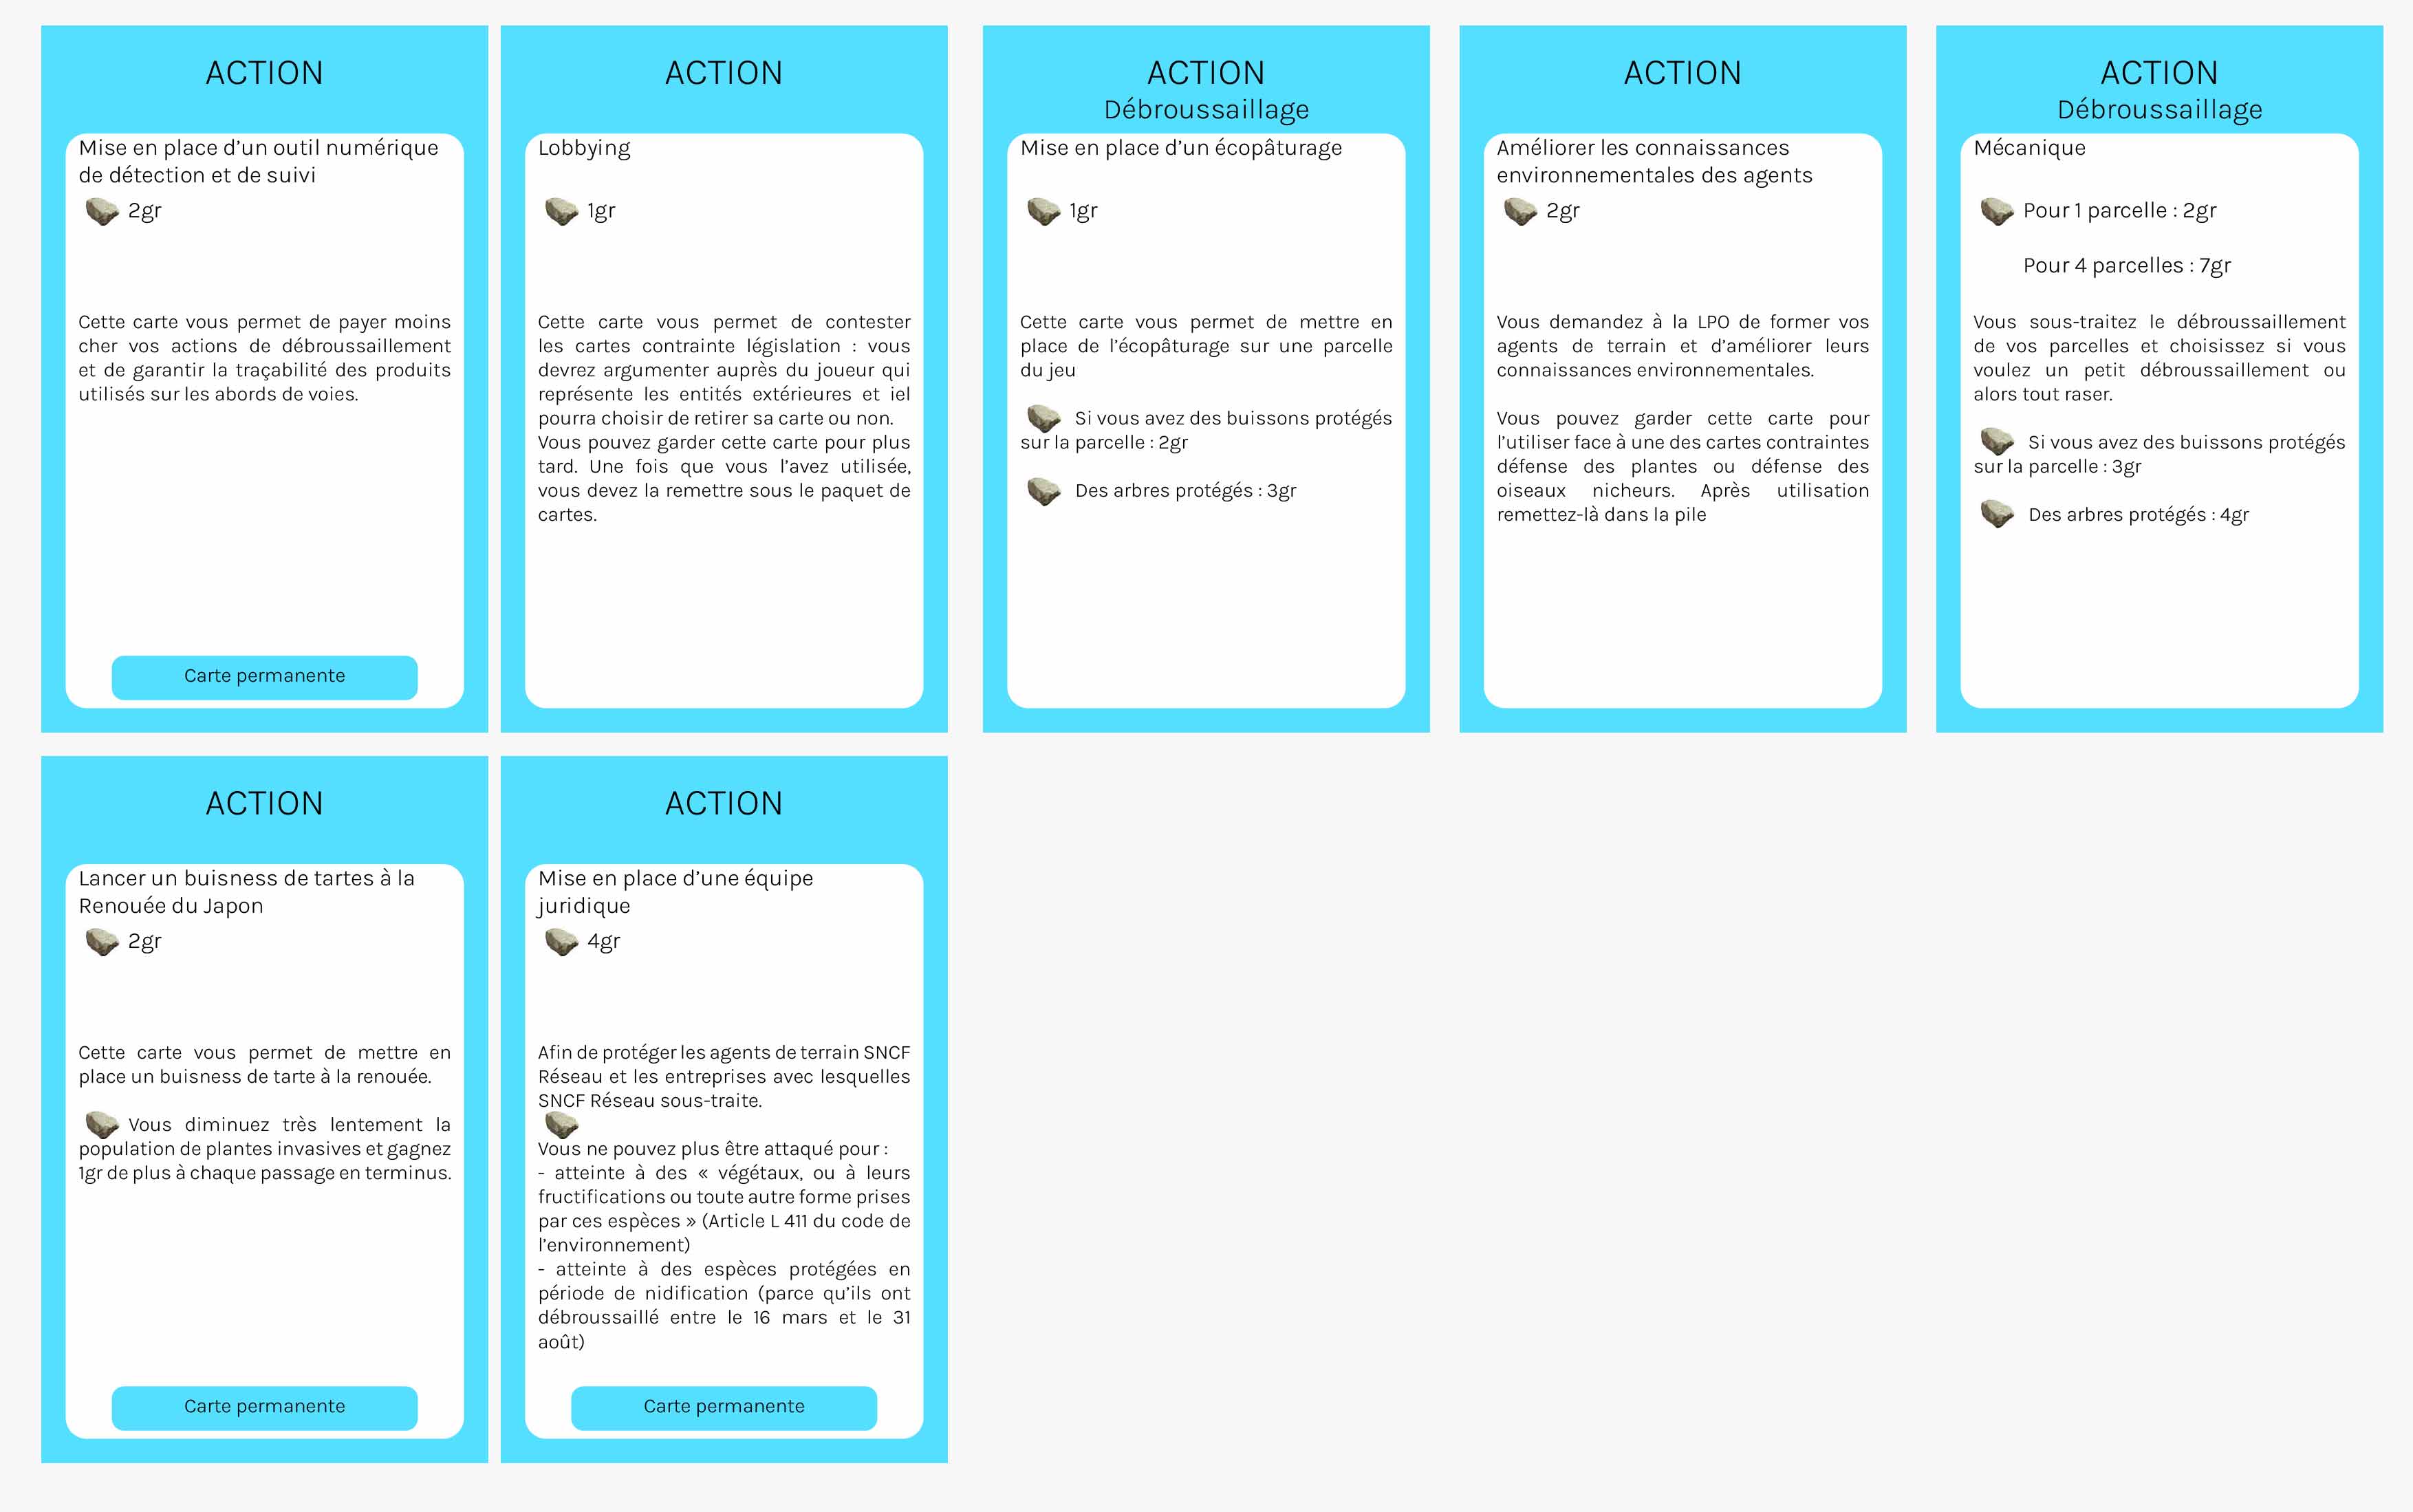 ACTION
Mise en place d’un outil numérique
de détection et de suivi
2gr
Cette carte vous permet de payer moins
cher vos actions de débroussaillement
et de garantir la traçabilité des produits
utilisés sur les abords de voies.
Carte permanente
ACTION
Lobbying
1gr
Cette carte vous permet de contester
les cartes contrainte législation : vous
devrez argumenter auprès du joueur qui
représente les entités extérieures et iel
pourra choisir de retirer sa carte ou non.
Vous pouvez garder cette carte pour plus
tard. Une fois que vous l’avez utilisée,
vous devez la remettre sous le paquet de
cartes.
ACTION
Débroussaillage
Mise en place d’un écopâturage
1gr
Cette carte vous permet de mettre en
place de l’écopâturage sur une parcelle
du jeu
Si vous avez des buissons protégés
sur la parcelle : 2gr
Des arbres protégés : 3gr
ACTION
Améliorer les connaissances
environnementales des agents
2gr
Vous demandez à la LPO de former vos
agents de terrain et d’améliorer leurs
connaissances environnementales.
Vous pouvez garder cette carte pour
l’utiliser face à une des cartes contraintes
défense des plantes ou défense des
oiseaux nicheurs. Après utilisation
remettez-là dans la pile
ACTION
Débroussaillage
Mécanique
Pour 1 parcelle : 2gr
Pour 4 parcelles : 7gr
Vous sous-traitez le débroussaillement
de vos parcelles et choisissez si vous
voulez un petit débroussaillement ou
alors tout raser.
Si vous avez des buissons protégés
sur la parcelle : 3gr
Des arbres protégés : 4gr
ACTION
Lancer un buisness de tartes à la
Renouée du Japon
2gr
Cette carte vous permet de mettre en
place un buisness de tarte à la renouée.
Vous diminuez très lentement la
population de plantes invasives et gagnez
1gr de plus à chaque passage en terminus.
Carte permanente
ACTION
Mise en place d’une équipe
juridique
4gr
Afin de protéger les agents de terrain SNCF
Réseau et les entreprises avec lesquelles
SNCF Réseau sous-traite.
Vous ne pouvez plus être attaqué pour :
- atteinte à des « végétaux, ou à leurs
fructifications ou toute autre forme prises
par ces espèces » (Article L 411 du code de
l’environnement)
- atteinte à des espèces protégées en
période de nidification (parce qu’ils ont
débroussaillé entre le 16 mars et le 31
août)
Carte permanente